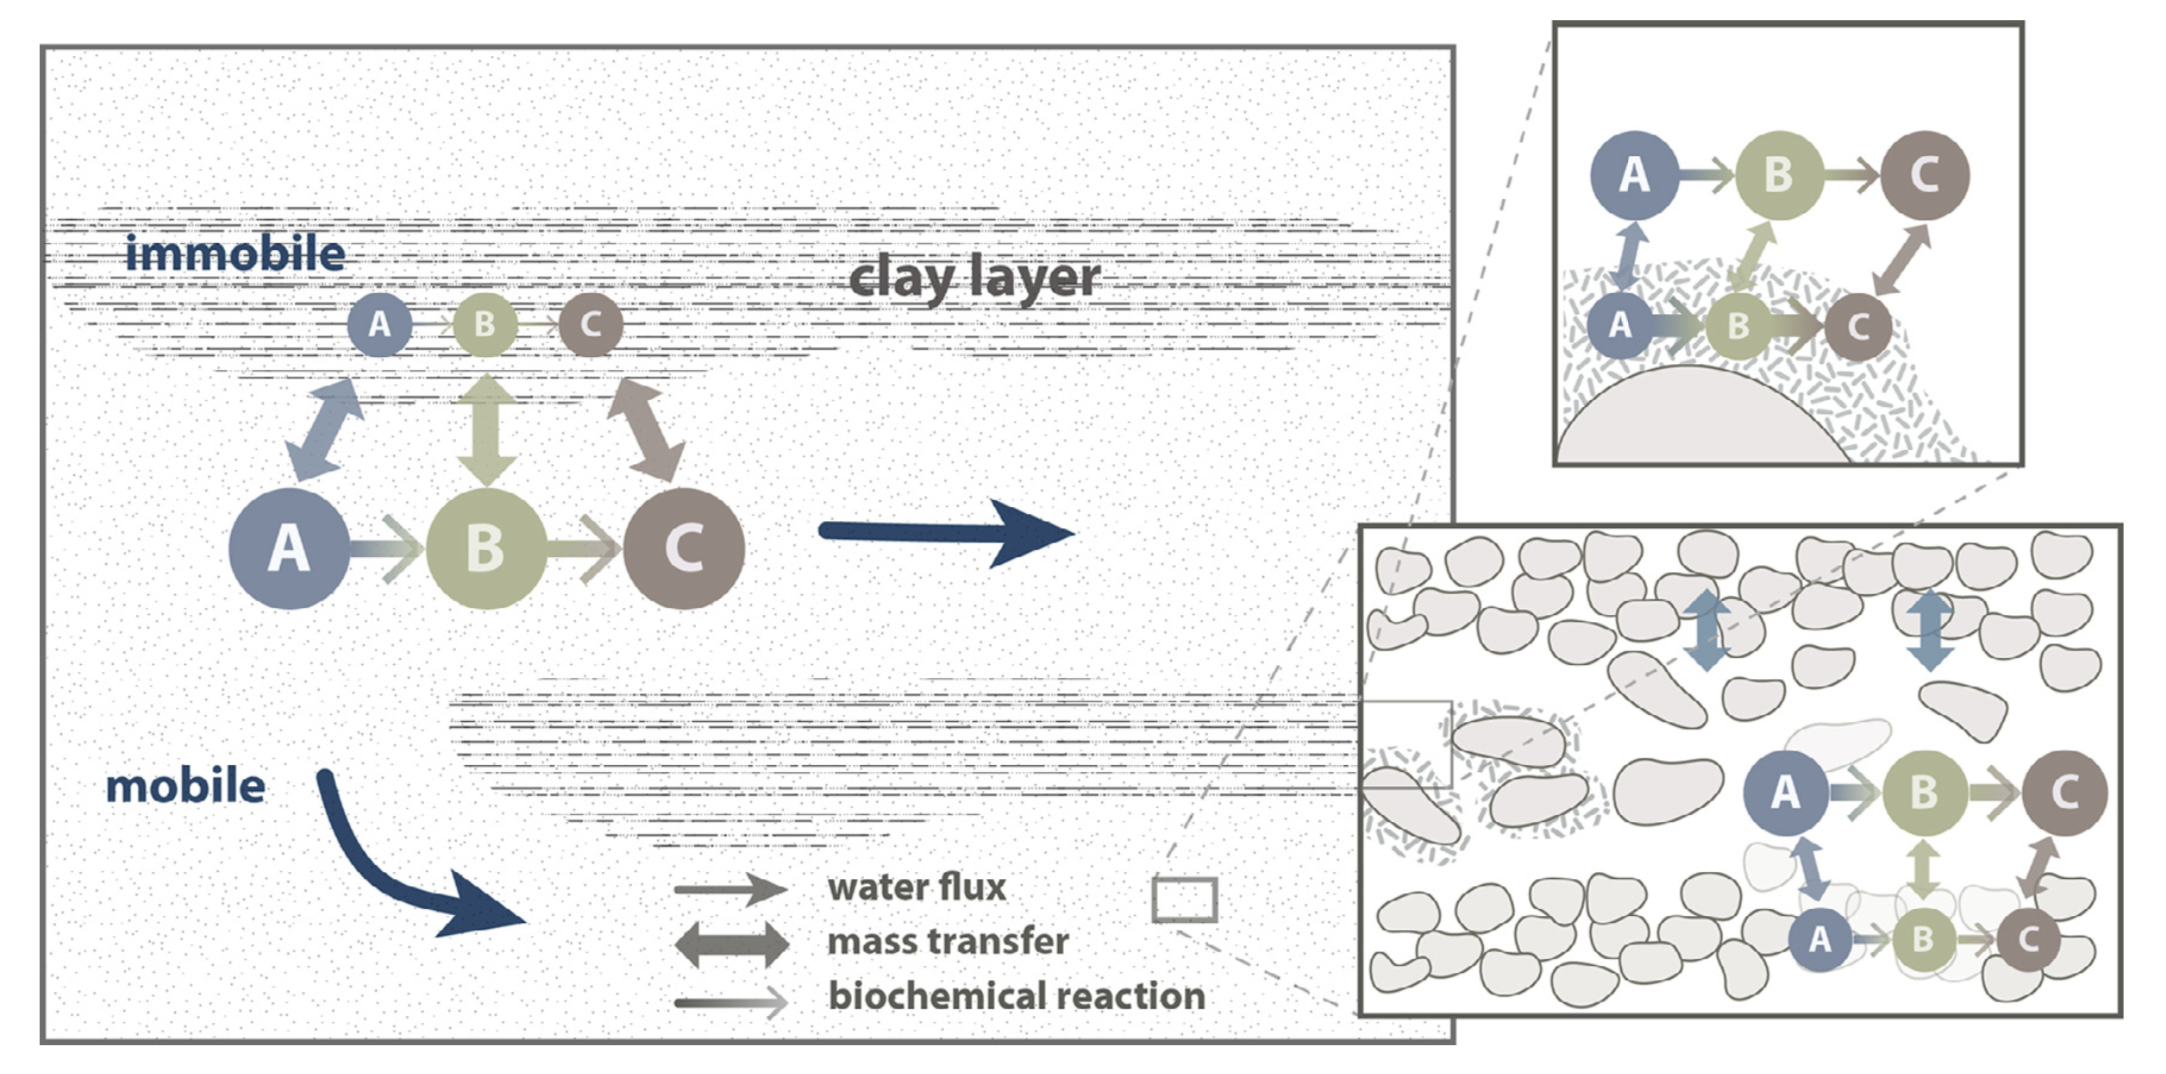 immobile
clay layer
A B C
A B C
mobile
water flux
mass transfer
biochemical reaction
A B C
A B C
A B C
A B C